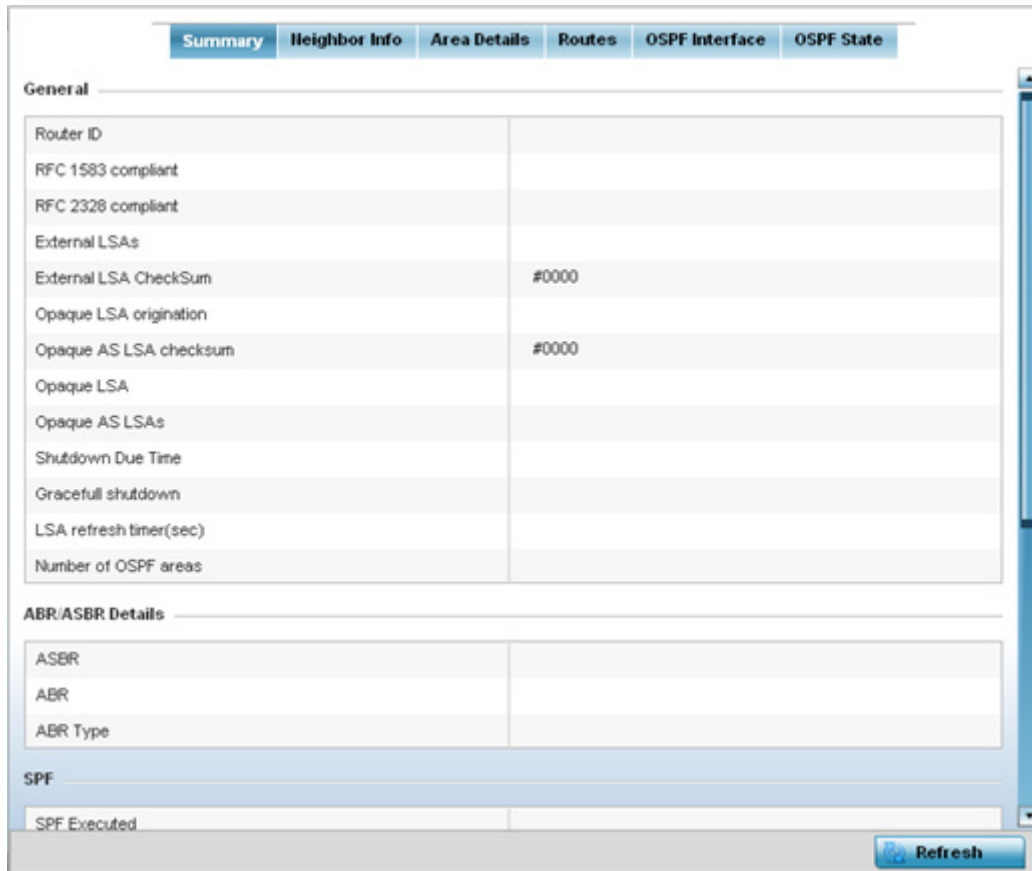 Summary Neighbor Info Area Details Routes OSPF Interface OSPF State
General
Router ID
RFC 1583 compliant
RFC 2328 compliant
External LSAs
External LSA CheckSum #0000
Opaque LSA origination
Opaque AS LSA checksum #0000
Opaque LSA
Opaque AS LSAs
Shutdown Due Time
Gracefull shutdown
LSA refresh timer(sec)
Number of OSPF areas
ABR/ASBR Details
ASBR
ABR
ABR Type
SPF
SPF Executed
Refresh